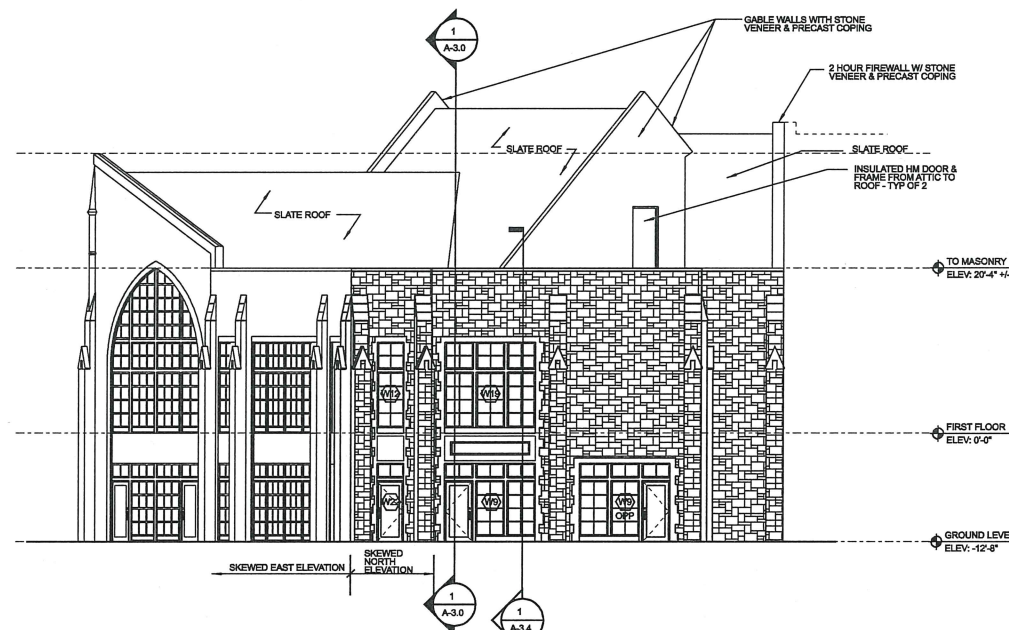 1
A-3.0
GABLE WALLS WITH STONE
VENEER & PRECAST COPING
2 HOUR FIREWALL W/ STONE
VENEER & PRECAST COPING
SLATE ROOF
SLATE ROOF
INSULATED HM DOOR &
FRAME FROM ATTIC TO
ROOF - TYP OF 2
SLATE ROOF
TO MASONRY
ELEV: 20'-4" +/-
W12
W19
FIRST FLOOR
ELEV: 0'-0"
W2
W9
W9
OPP
GROUND LEVE
ELEV: -12'-8"
SKEWED EAST ELEVATION
SKEWED
NORTH
ELEVATION
1
A-3.0
1
A-3.4